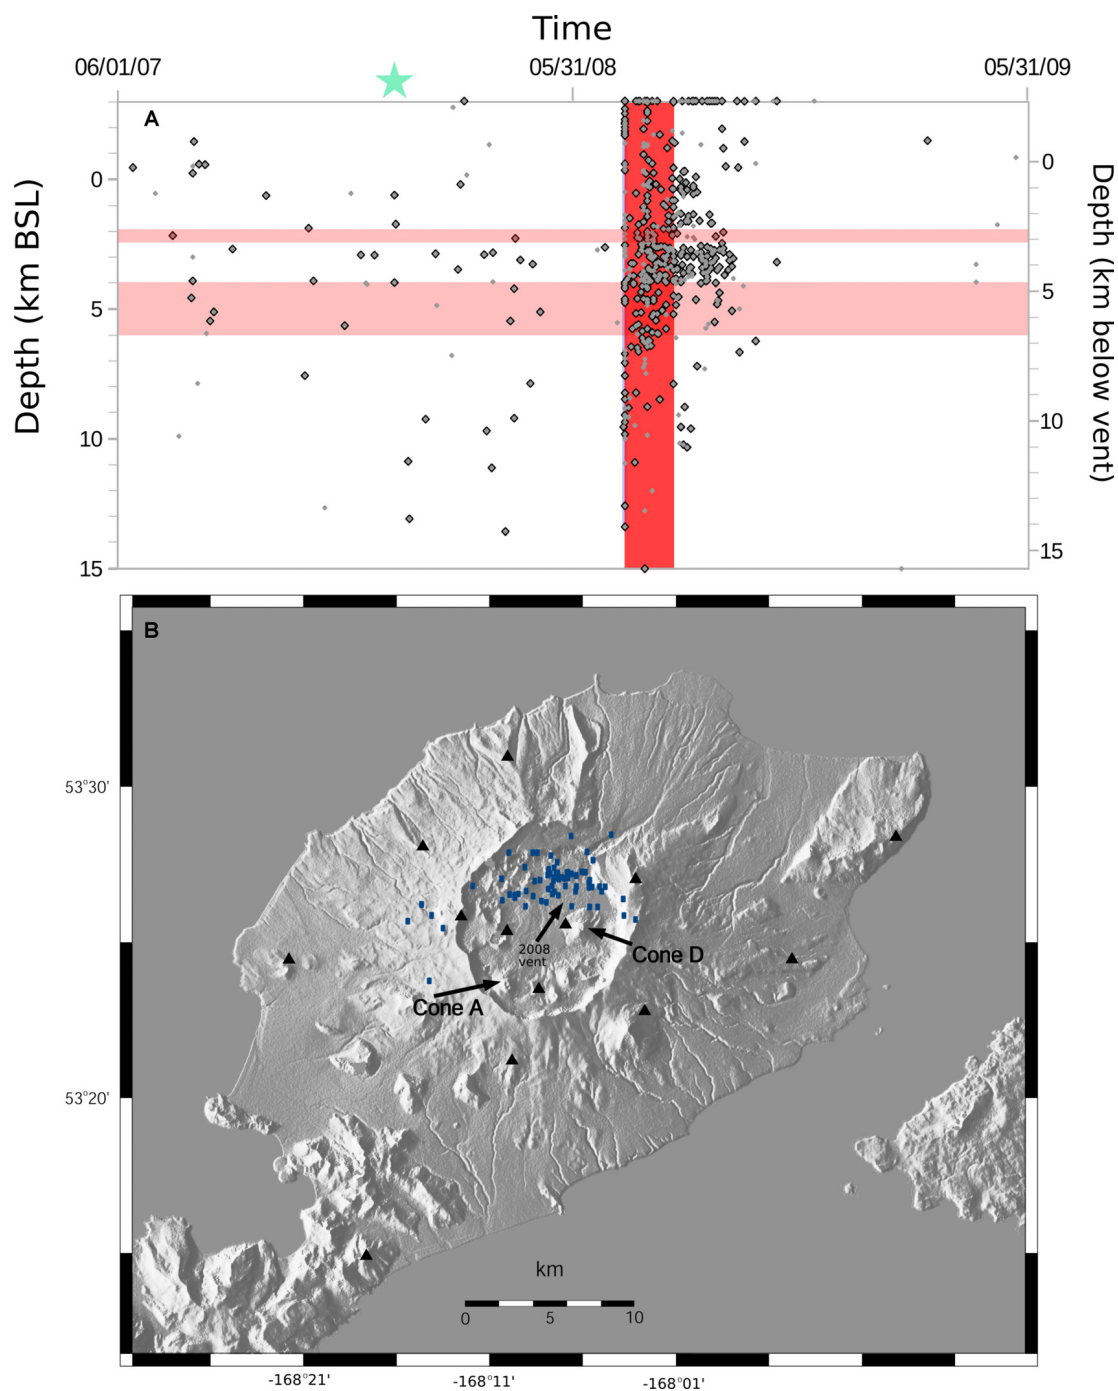 Time
06/01/07
05/31/08
05/31/09
A
Depth (km BSL)
0
5
10
15
Depth (km below vent)
0
5
10
15
B
53°30'
53°20'
2008
vent
Cone D
Cone A
km
0
5
10
-168°21'
-168°11'
-168°01'